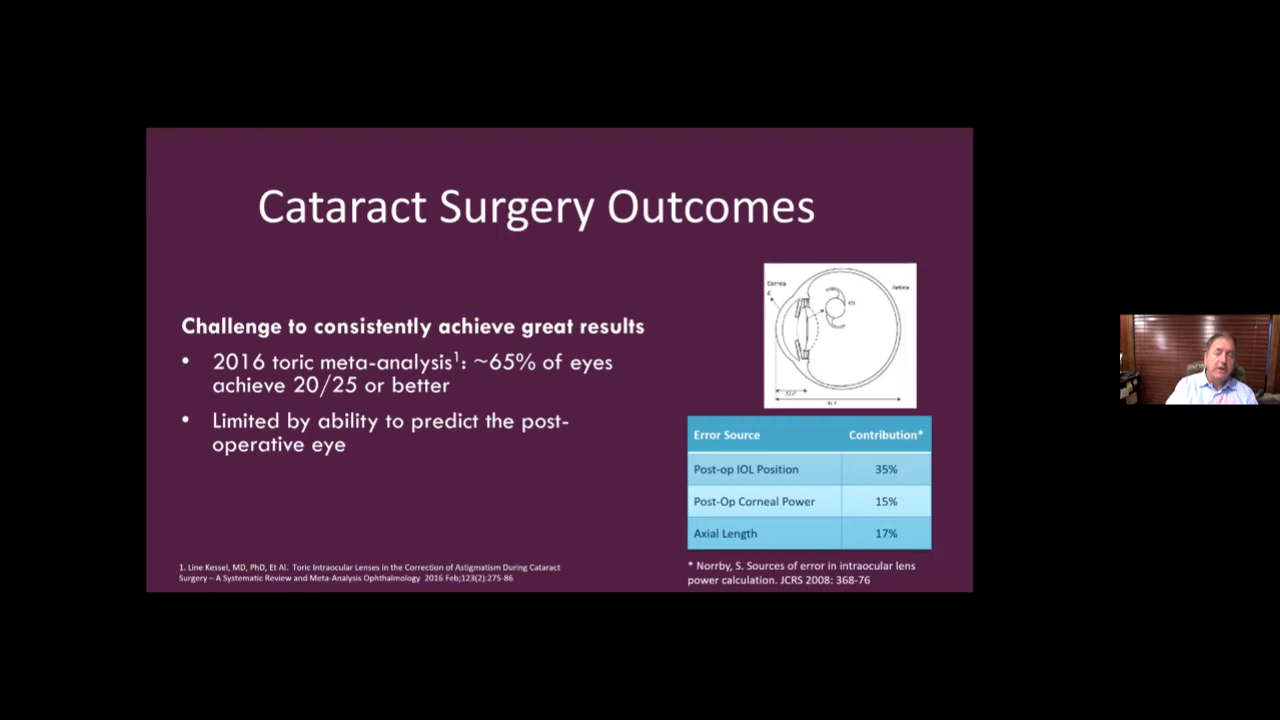 Cataract Surgery Outcomes
Challenge to consistently achieve great results
• 2016 toric meta-analysis1: ~65% of eyes
achieve 20/25 or better
• Limited by ability to predict the post-
operative eye
1. Line Kessel, MD, PhD, Et Al. Toric Intraocular Lenses in the Correction of Astigmatism During Cataract
Surgery – A Systematic Review and Meta-Analysis Ophthalmology 2016 Feb;123(2):275-86
Cornea
Retina
IOL
Error Source Contribution*
Post-op IOL Position 35%
Post-Op Corneal Power 15%
Axial Length 17%
* Norrby, S. Sources of error in intraocular lens
power calculation. JCRS 2008: 368-76